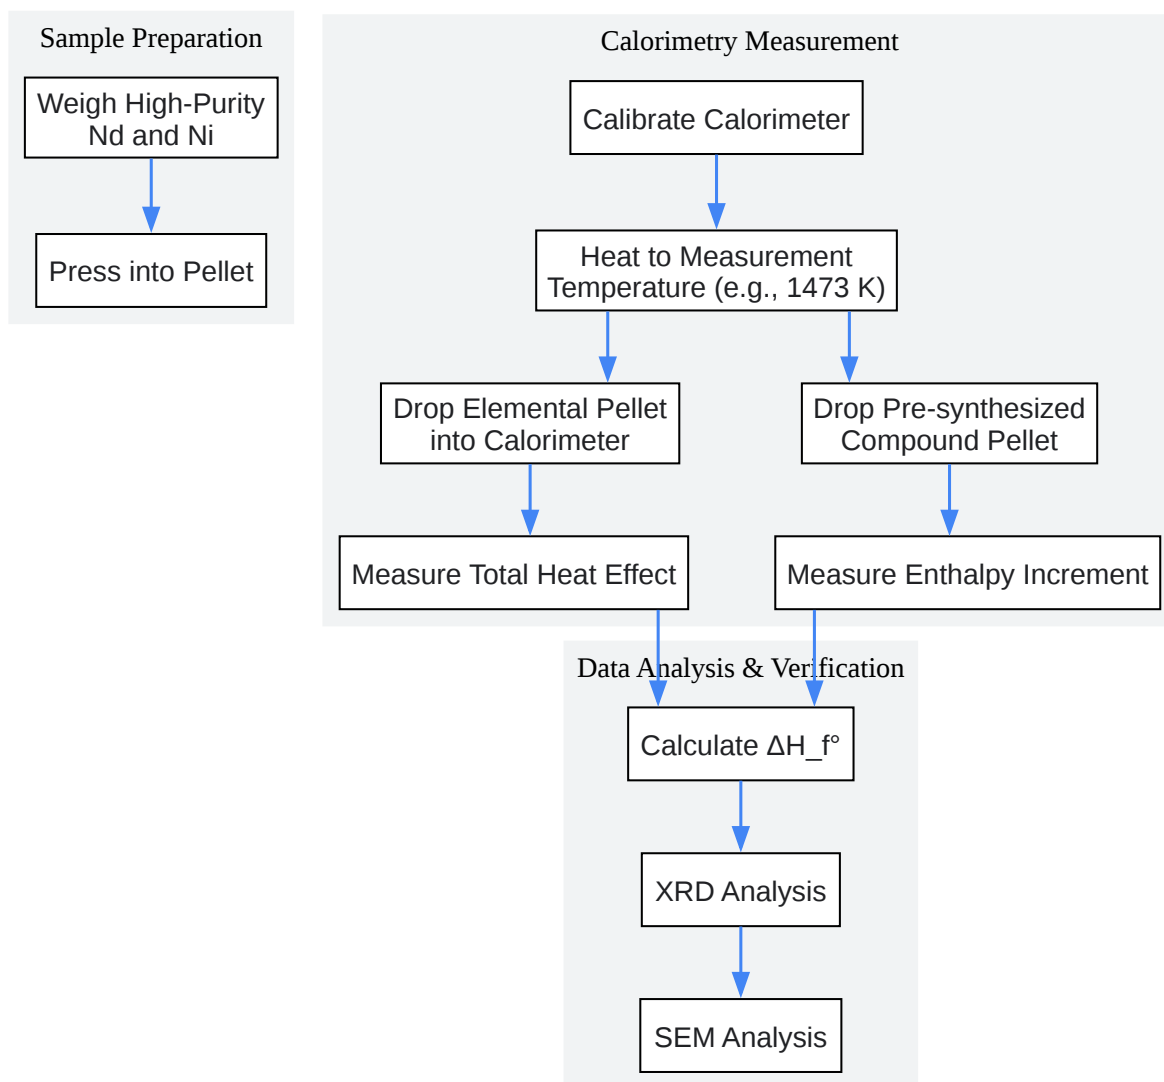 Sample Preparation
Weigh High-Purity
Nd and Ni
Press into Pellet
Calorimetry Measurement
Calibrate Calorimeter
Heat to Measurement
Temperature (e.g., 1473 K)
Drop Elemental Pellet
into Calorimeter
Drop Pre-synthesized
Compound Pellet
Measure Total Heat Effect
Measure Enthalpy Increment
Data Analysis & Verification
Calculate ΔH_f°
XRD Analysis
SEM Analysis